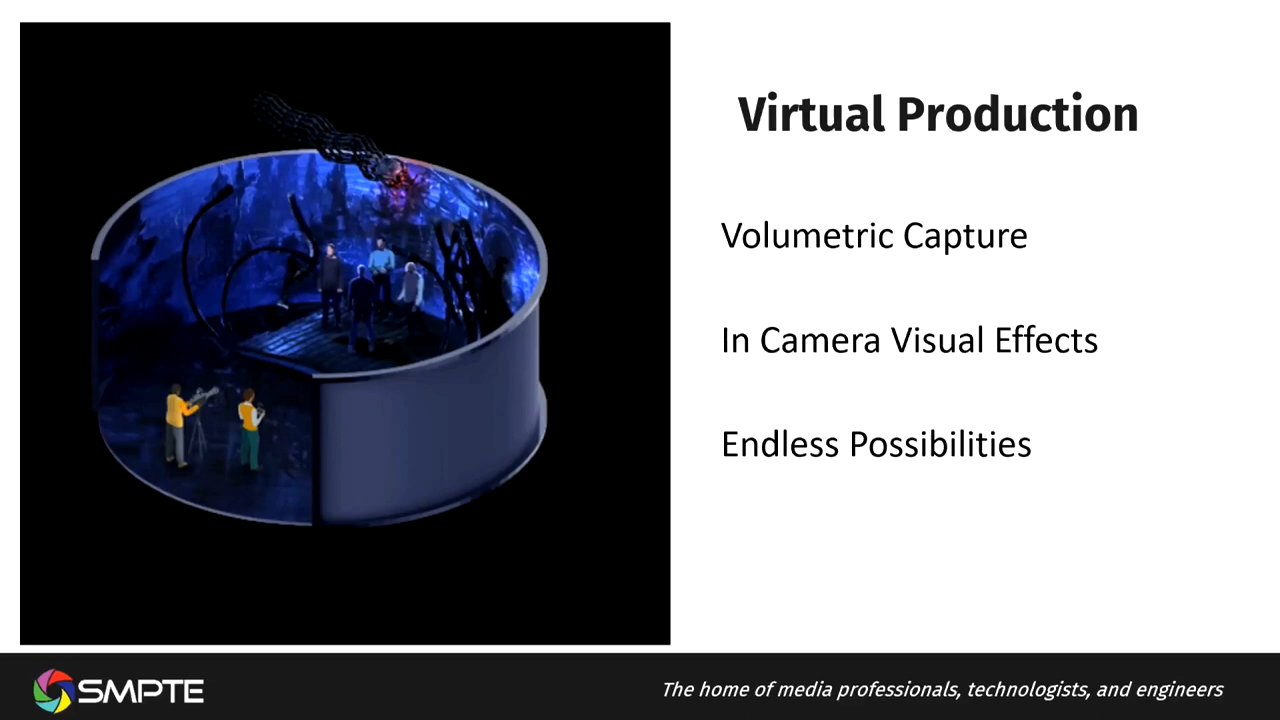 Virtual Production
Volumetric Capture
In Camera Visual Effects
Endless Possibilities
SMPTE
The home of media professionals, technologists, and engineers